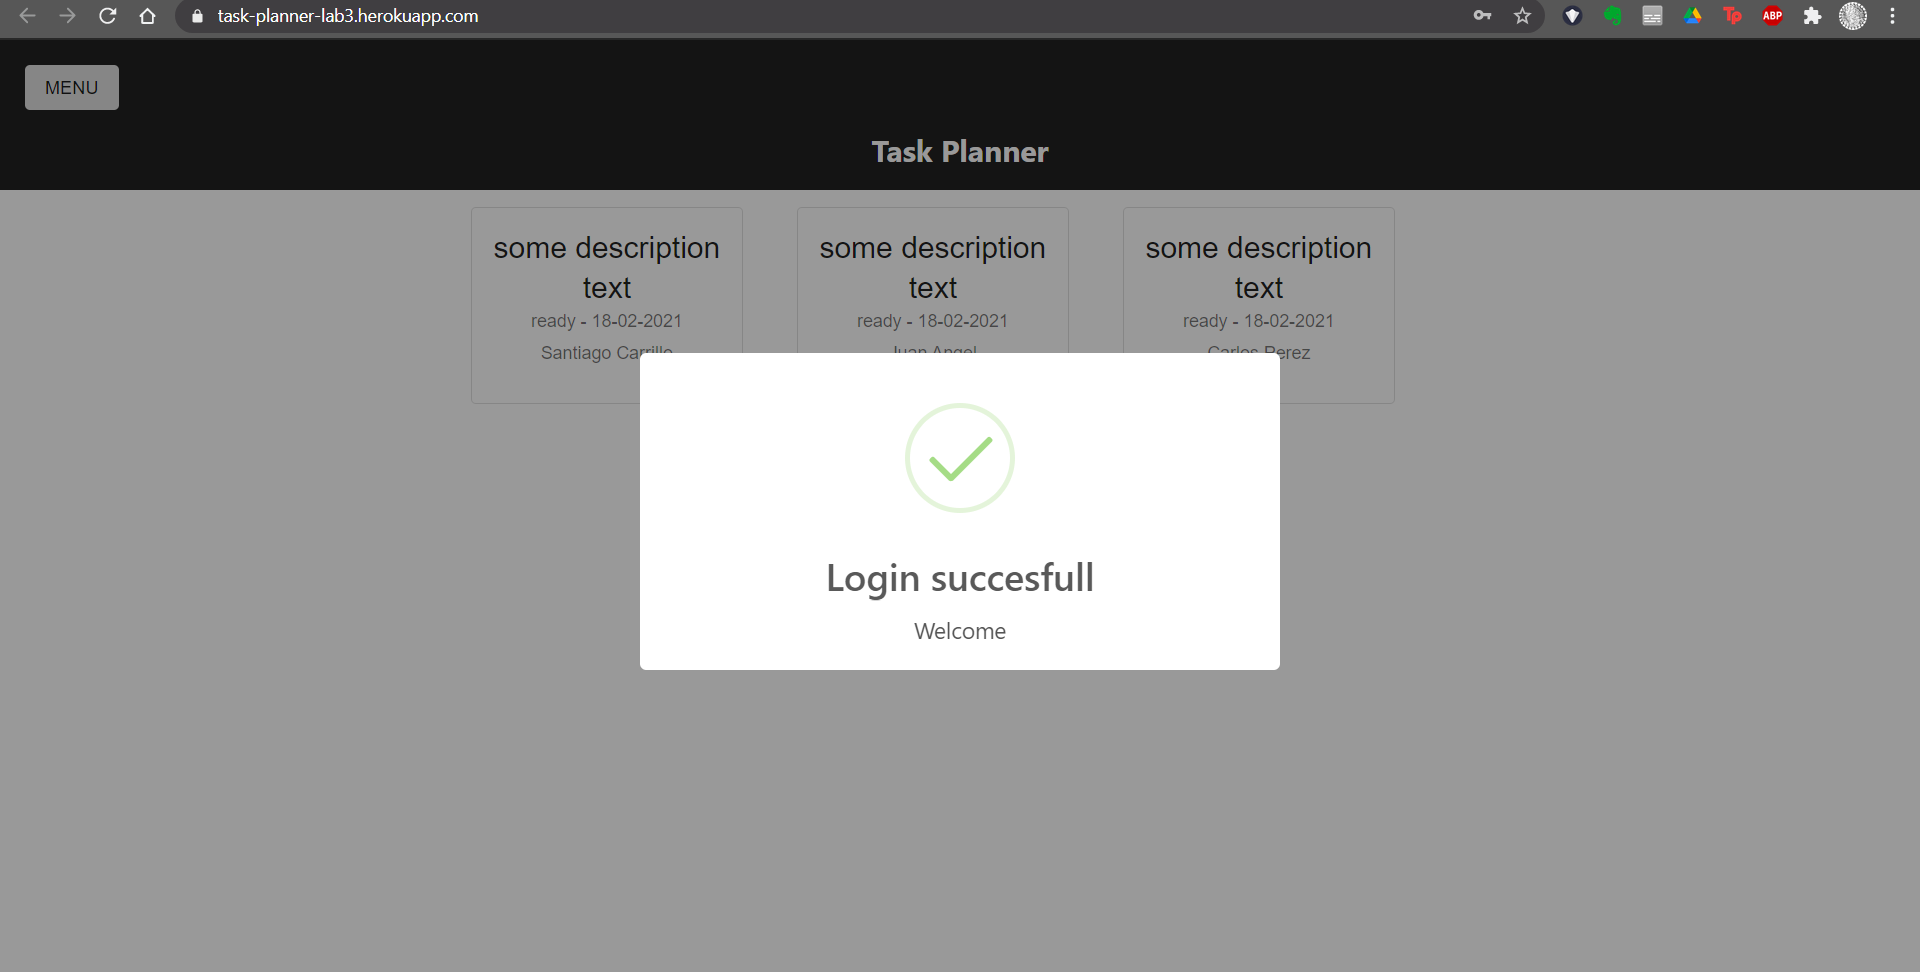 task-planner-lab3.herokuapp.com
Tp
ABP
MENU
Task Planner
some description
text
ready - 18-02-2021
Santiago Carrillo
some description
text
ready - 18-02-2021
Juan Angel
some description
text
ready - 18-02-2021
Carlos Perez
Login succesfull
Welcome